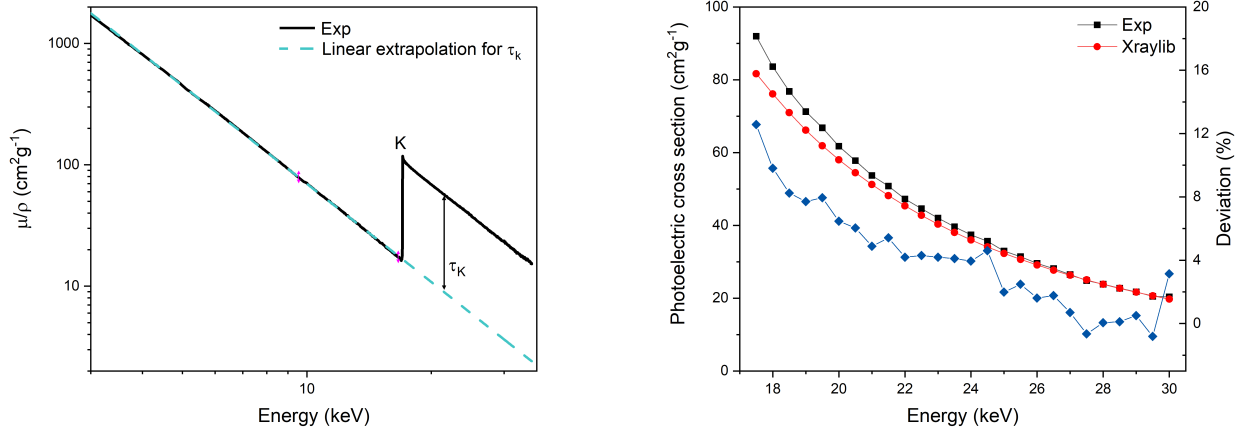 Exp
Linear extrapolation for τk
1000
100
10
μ/ρ (cm²g⁻¹)
K
τK
10
Energy (keV)
Exp
Xraylib
100
80
60
40
20
0
Photoelectric cross section (cm²g⁻¹)
20
16
12
8
4
0
Deviation (%)
18 20 22 24 26 28 30
Energy (keV)